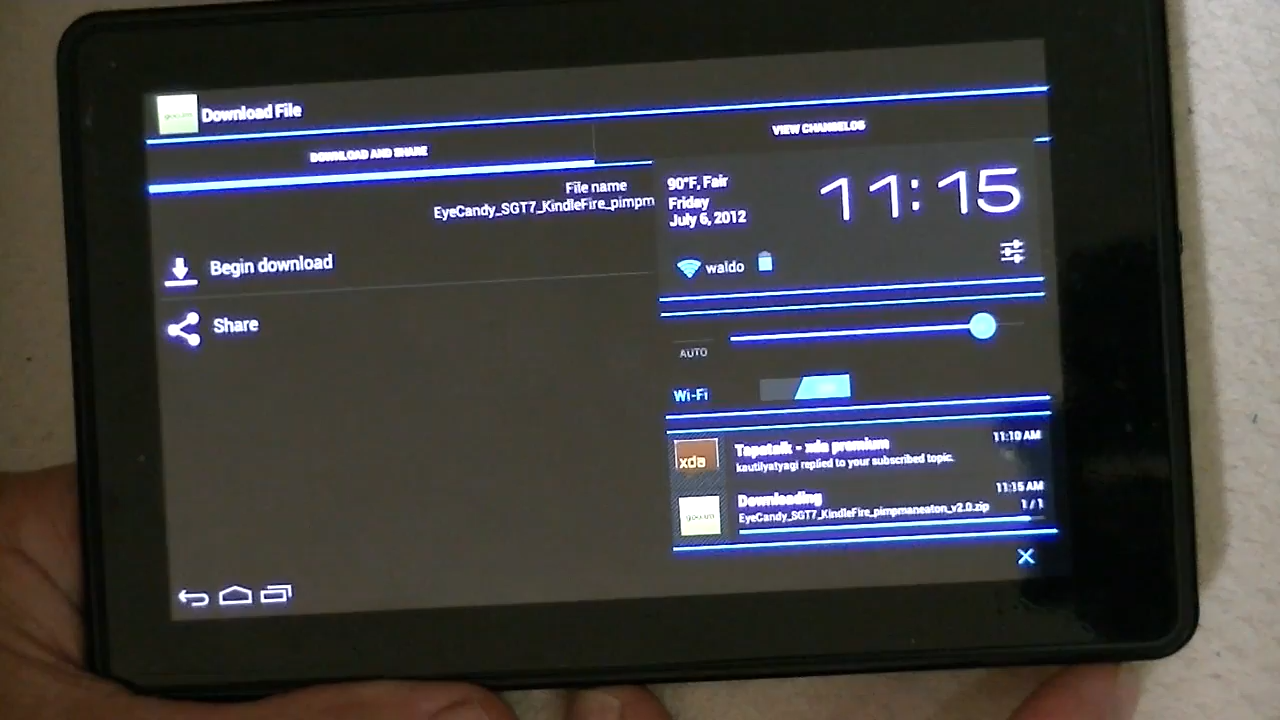 Download File
DOWNLOAD AND SHARE
VIEW CHANGELOG
File name
EyeCandy_SGT7_KindleFire_pimpm
Begin download
Share
90°F, Fair
Friday
July 6, 2012
11:15
waldo
AUTO
Wi-Fi
xda
Tapatalk - xda premium
11:10 AM
kautilyatyagi replied to your subscribed topic.
Downloading
11:15 AM
EyeCandy_SGT7_KindleFire_pimpmaneaton_v2.0.zip
1 / 1